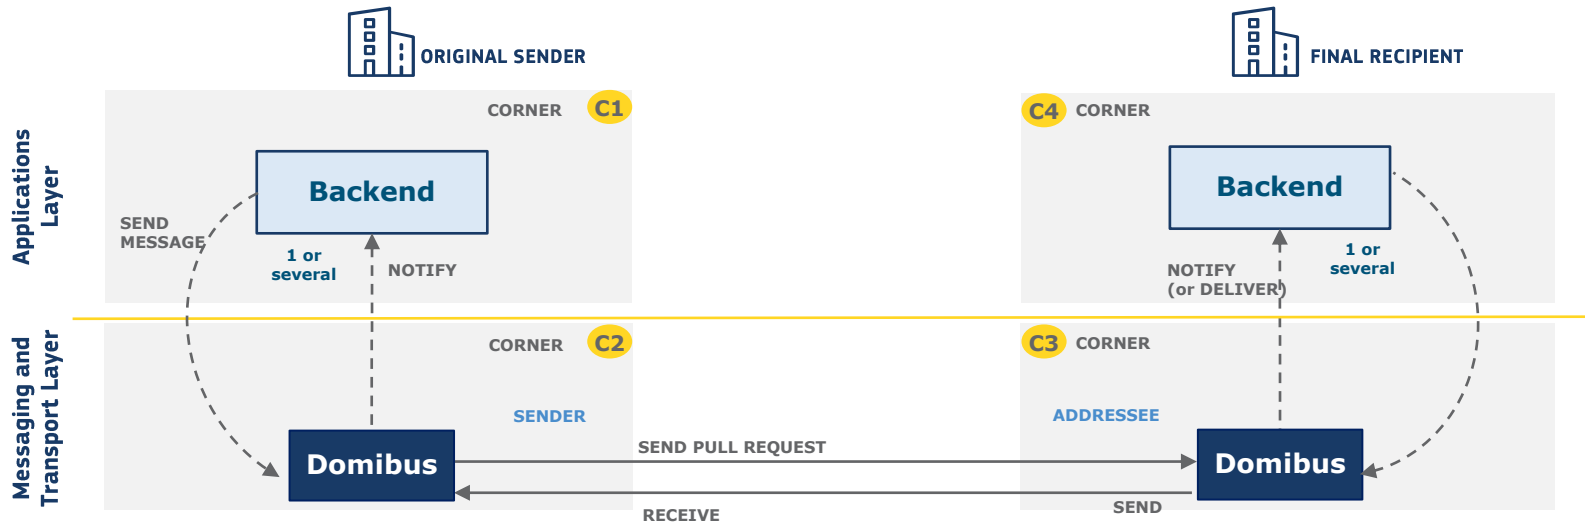 ORIGINAL SENDER
FINAL RECIPIENT
Applications
Layer
CORNER
C1
Backend
SEND
MESSAGE
1 or
several
NOTIFY
C4
CORNER
Backend
1 or
several
NOTIFY
(or DELIVER)
Messaging and
Transport Layer
CORNER
C2
SENDER
Domibus
C3
CORNER
ADDRESSEE
Domibus
SEND PULL REQUEST
SEND
RECEIVE